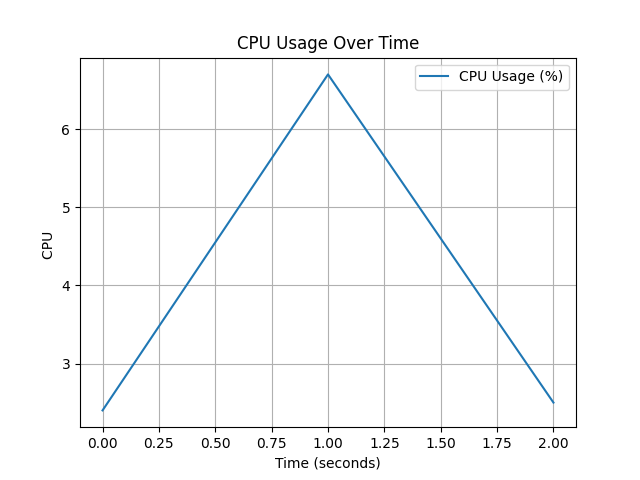 CPU Usage Over Time
CPU Usage (%)
6
5
4
3
CPU
0.00 0.25 0.50 0.75 1.00 1.25 1.50 1.75 2.00
Time (seconds)